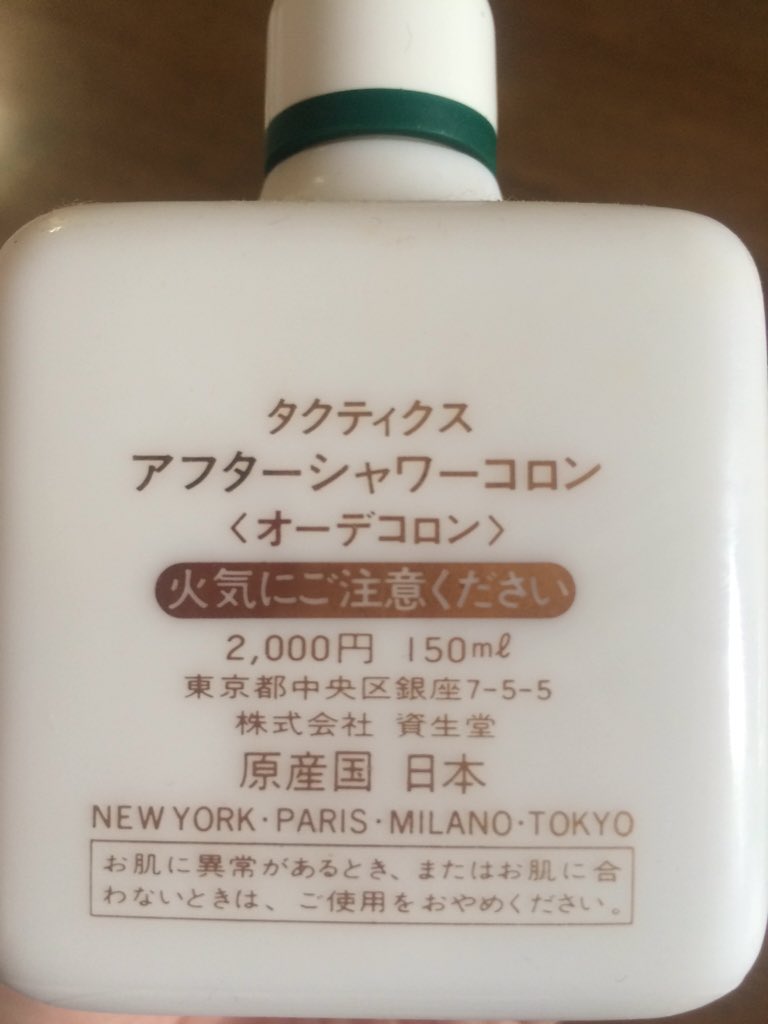 タクティクス
アフターシャワーコロン
〈オーデコロン〉
火気にご注意ください
2,000円 150mℓ
東京都中央区銀座7-5-5
株式会社 資生堂
原産国 日本
NEW YORK・PARIS・MILANO・TOKYO
お肌に異常があるとき、またはお肌に合
わないときは、ご使用をおやめください。